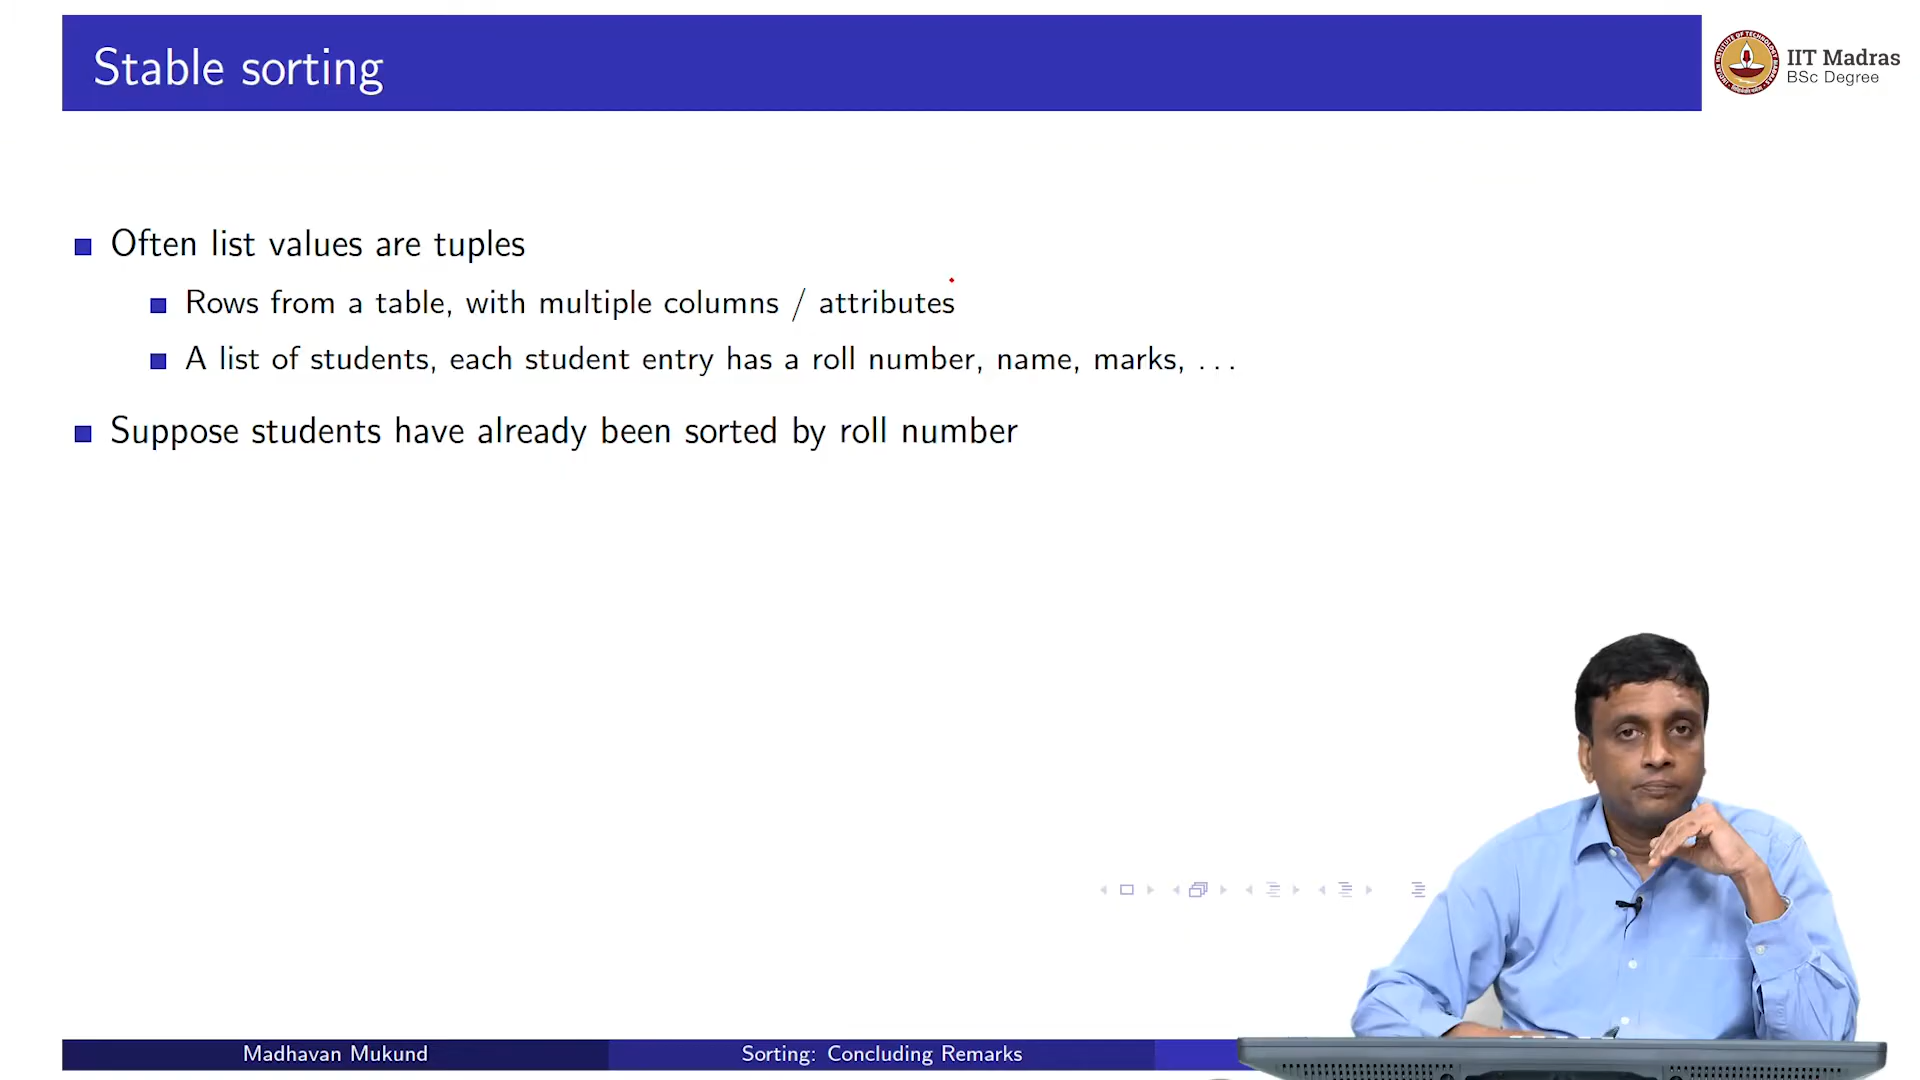 Stable sorting
IIT Madras
BSc Degree
Often list values are tuples
Rows from a table, with multiple columns / attributes
A list of students, each student entry has a roll number, name, marks, ...
Suppose students have already been sorted by roll number
Madhavan Mukund
Sorting: Concluding Remarks